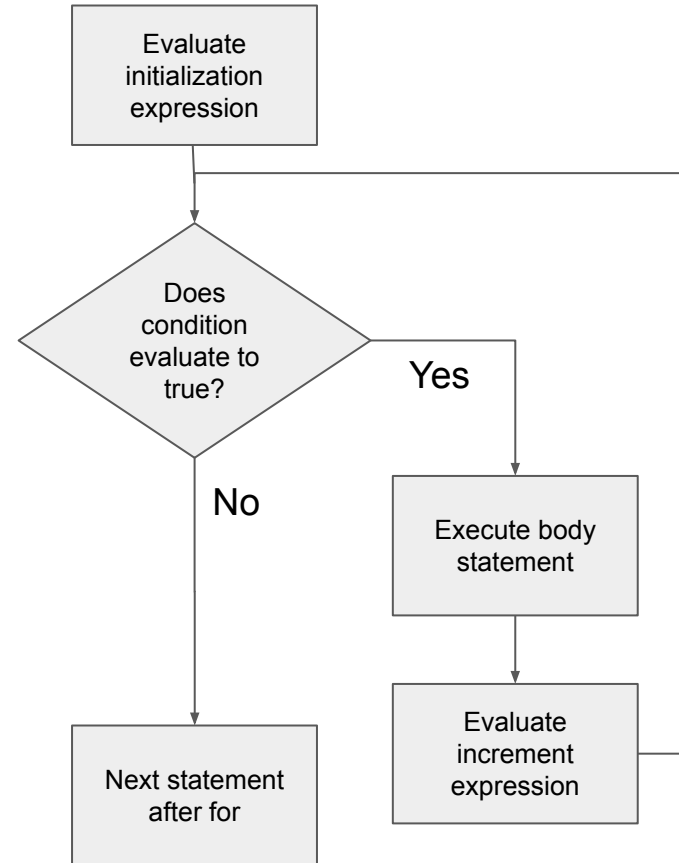 Evaluate
initialization
expression
Does
condition
evaluate to
true?
Yes
No
Execute body
statement
Evaluate
increment
expression
Next statement
after for